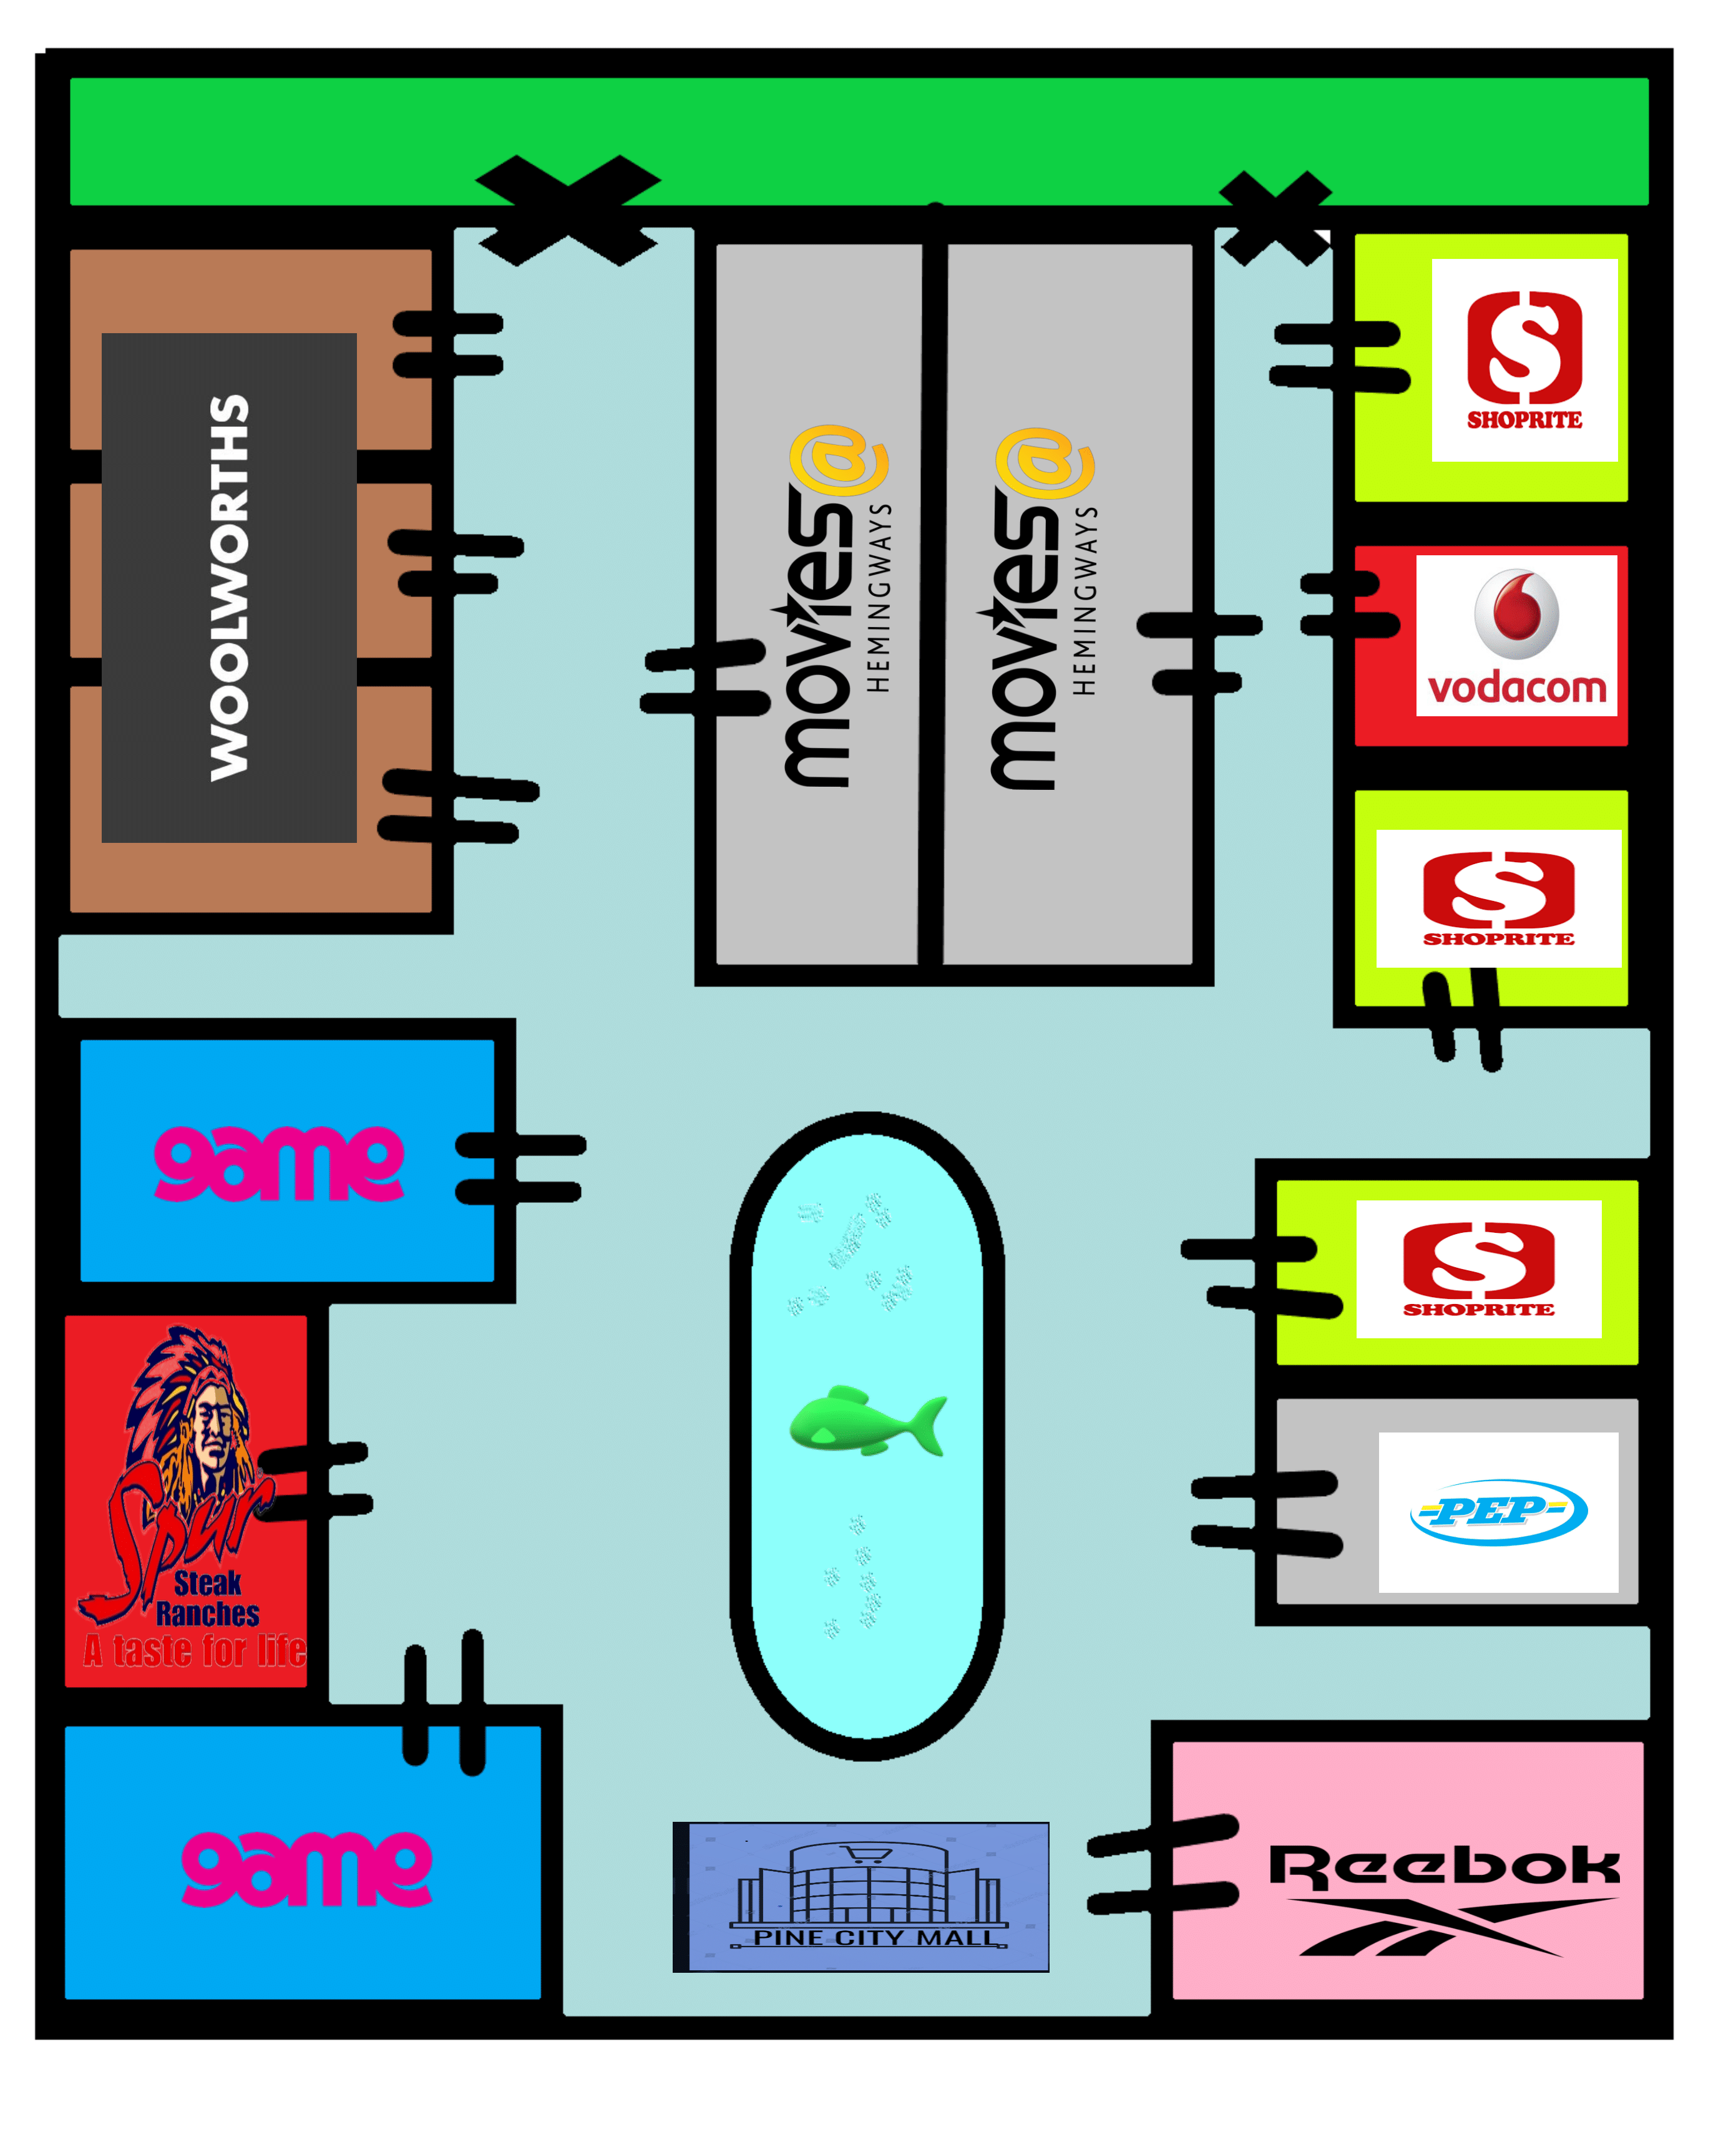 WOOLWORTHS
movies@
HEMINGWAYS
movies@
HEMINGWAYS
S
SHOPRITE
vodacom
S
SHOPRITE
game
S
SHOPRITE
Spur
Steak
Ranches
A taste for life
PEP
game
PINE CITY MALL
Reebok